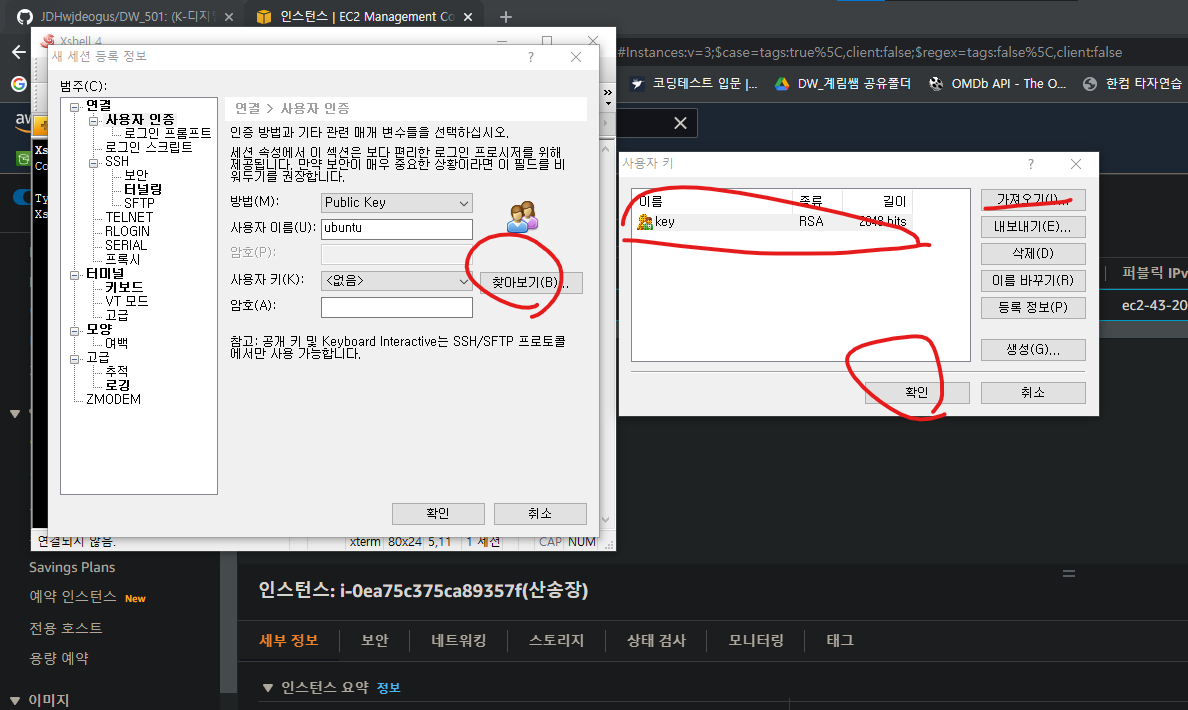 JDHwjdeogus/DW_501: (K-디지
인스턴스 | EC2 Management Co
Xshell 4
#Instances:v=3;$case=tags:true%5C,client:false;$regex=tags:false%5C,client:false
코딩테스트 입문 |...
DW_계림쌤 공유폴더
OMDb API - The O...
한컴 타자연습
새 세션 등록 정보
범주(C):
연결
사용자 인증
로그인 프롬프트
로그인 스크립트
SSH
보안
터널링
SFTP
TELNET
RLOGIN
SERIAL
프록시
터미널
키보드
VT 모드
고급
모양
여백
고급
추적
로깅
ZMODEM
연결 > 사용자 인증
인증 방법과 기타 관련 매개 변수들을 선택하십시오.
세션 속성에서 이 섹션은 보다 편리한 로그인 프로시저를 위해
제공됩니다. 만약 보안이 매우 중요한 상황이라면 이 필드를 비
워두기를 권장합니다.
방법(M):
Public Key
사용자 이름(U):
ubuntu
암호(P):
사용자 키(K):
<없음>
찾아보기(B)...
암호(A):
참고: 공개 키 및 Keyboard Interactive는 SSH/SFTP 프로토콜
에서만 사용 가능합니다.
확인
취소
aw
Xs
Co
Ty
Xs
연결되지 않음.
xterm
80x24
5,11
1 세션
CAP
NUM
사용자 키
이름
종류
길이
key
RSA
2048 bits
가져오기(I)...
내보내기(E)...
삭제(D)
이름 바꾸기(R)
등록 정보(P)
생성(G)...
확인
취소
퍼블릭 IPv
ec2-43-20
Savings Plans
예약 인스턴스 New
전용 호스트
용량 예약
이미지
인스턴스: i-0ea75c375ca89357f(산송장)
세부 정보
보안
네트워킹
스토리지
상태 검사
모니터링
태그
인스턴스 요약 정보